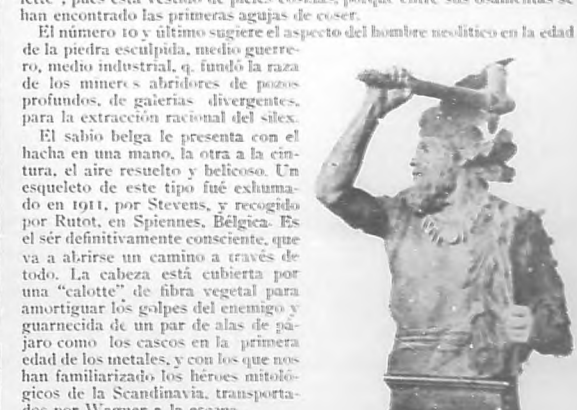 han encontrado las primeras agujas de coser.
El número 10 y último sugiere el aspecto del hombre neolítico en la edad
de la piedra esculpida, medio guerre-
ro, medio industrial, q. fundó la raza
de los mineros abridores de pozos
profundos, de galerias divergentes,
para la extracción racional del silex.
El sabio belga le presenta con el
hacha en una mano, la otra a la cin-
tura, el aire resuelto y belicoso. Un
esqueleto de este tipo fué exhuma-
do en 1911, por Stevens, y recogido
por Rutot, en Spiennes, Bélgica. Es
el sér definitivamente consciente, que
va a abrirse un camino a través de
todo. La cabeza está cubierta por
una “calotte” de fibra vegetal para
amortiguar los golpes del enemigo y
guarnecida de un par de alas de pá-
jaro como los cascos en la primera
edad de los metales, y con los que nos
han familiarizado los héroes mitoló-
gicos de la Scandinavia, transporta-
dos por Wagner a la escena.